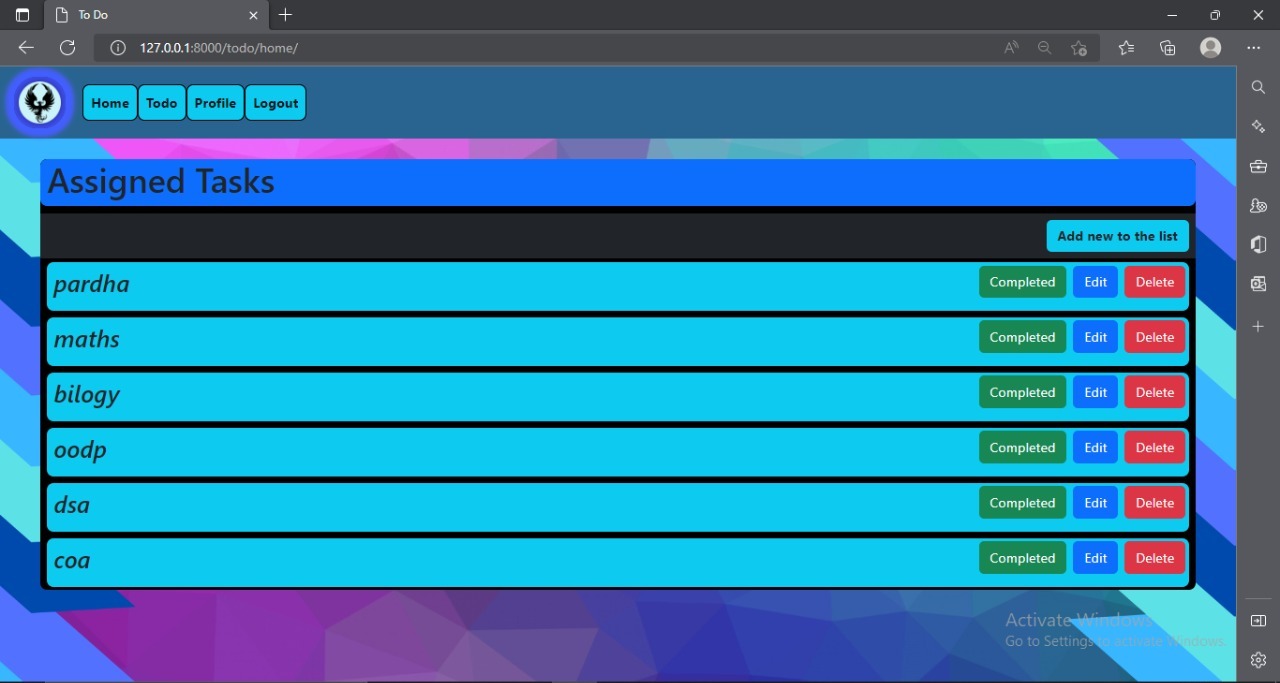 To Do
127.0.0.1:8000/todo/home/
Home Todo Profile Logout
Assigned Tasks
Add new to the list
pardha Completed Edit Delete
maths Completed Edit Delete
bilogy Completed Edit Delete
oodp Completed Edit Delete
dsa Completed Edit Delete
coa Completed Edit Delete
Activate Windows
Go to Settings to activate Windows.